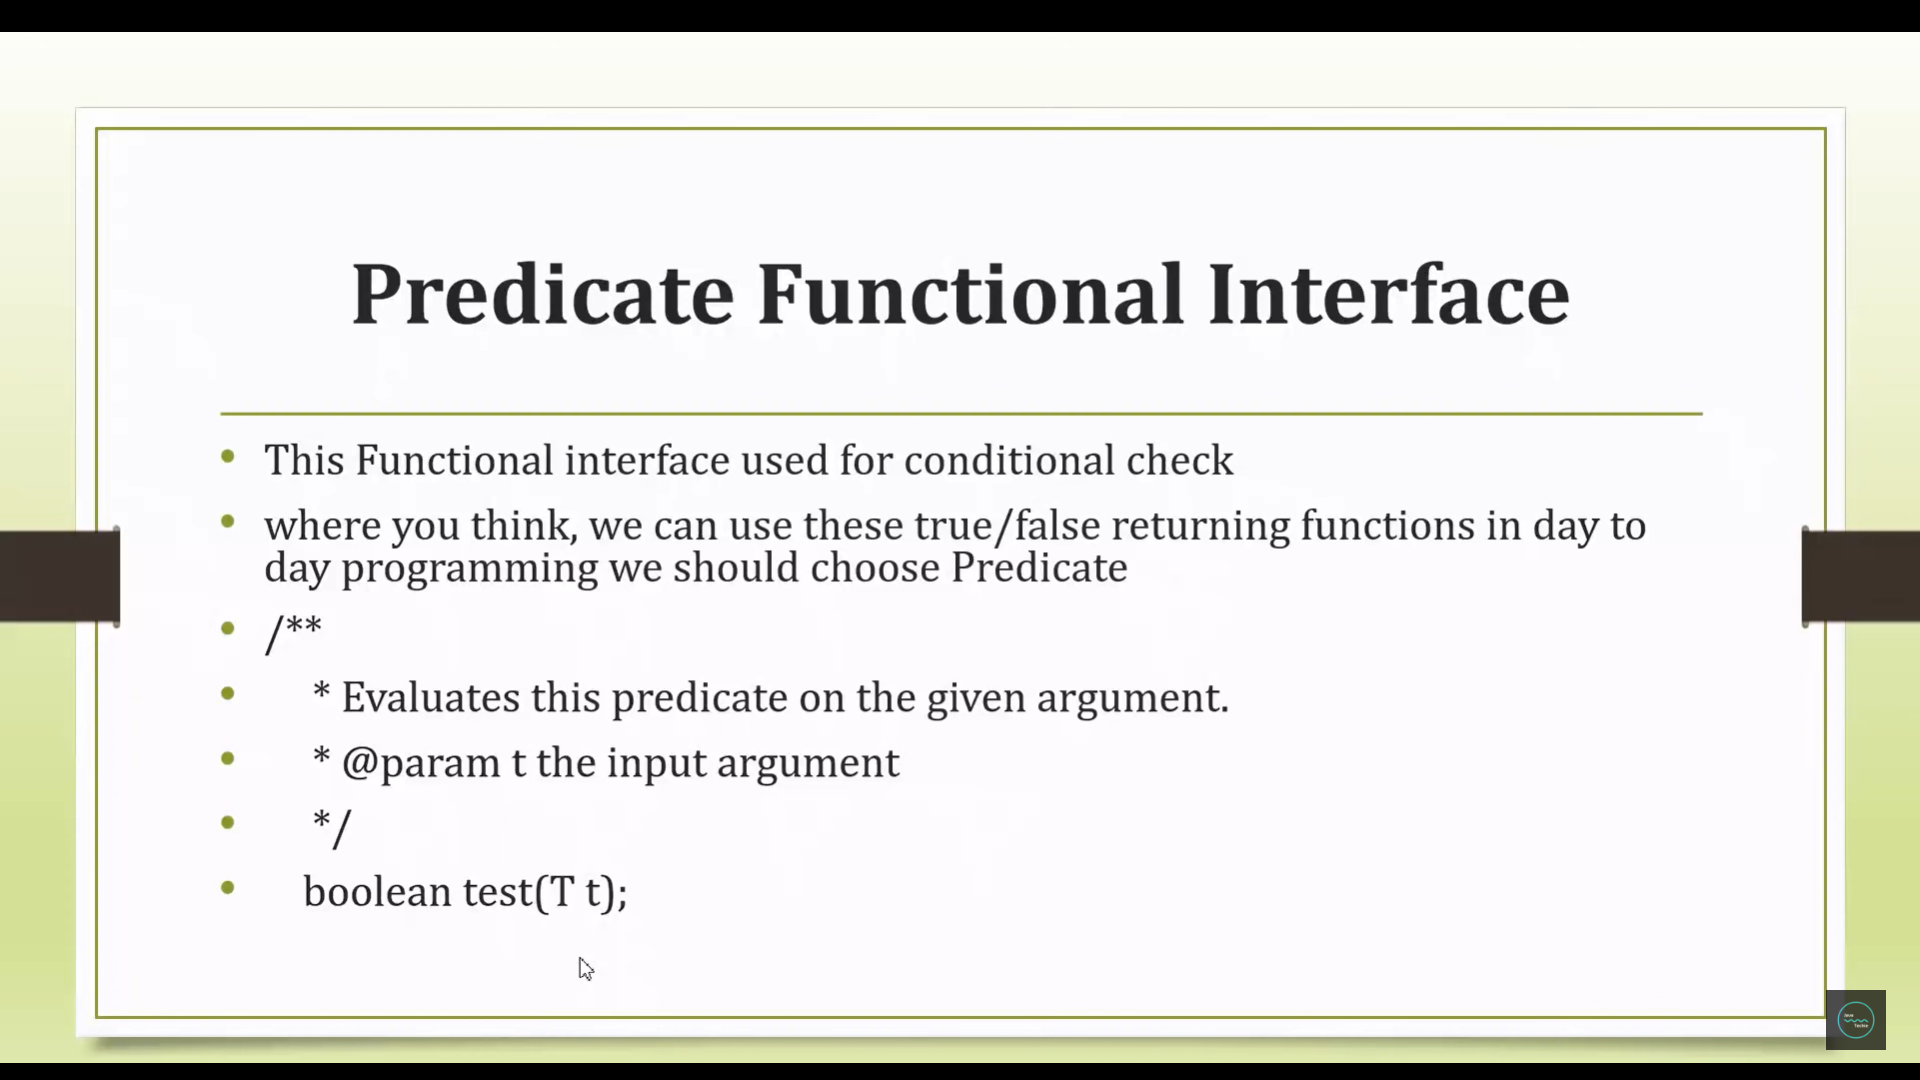 Predicate Functional Interface
• This Functional interface used for conditional check
• where you think, we can use these true/false returning functions in day to
day programming we should choose Predicate
• /**
• * Evaluates this predicate on the given argument.
• * @param t the input argument
• */
• boolean test(T t);
Java
Techie